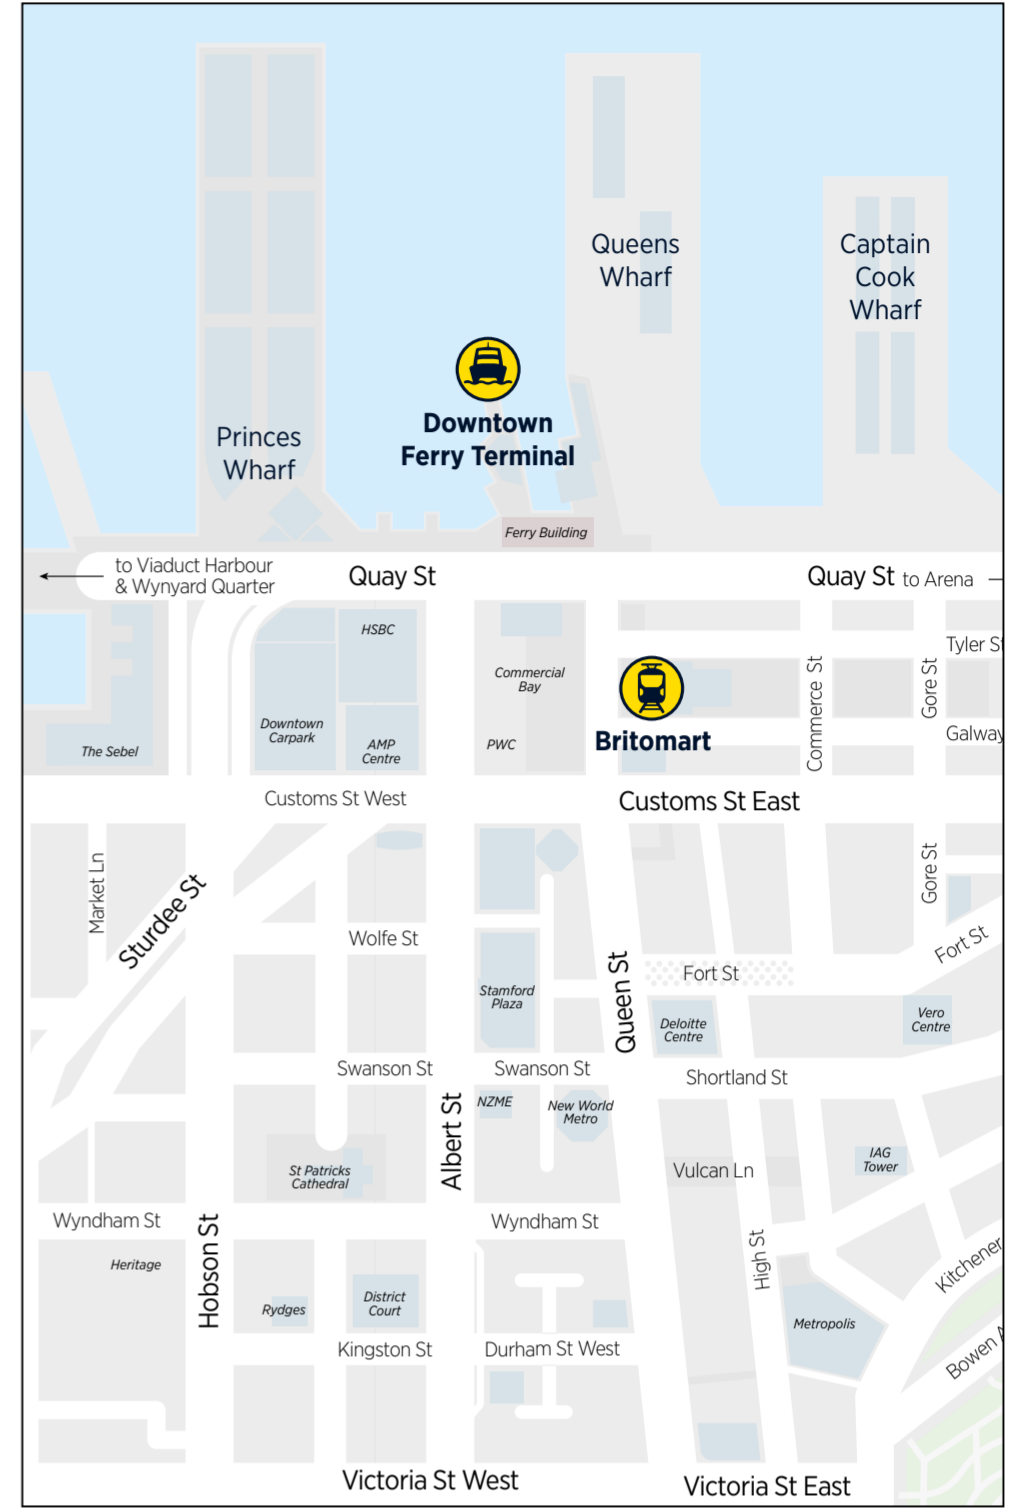 Queens
Wharf
Captain
Cook
Wharf
Downtown
Ferry Terminal
Princes
Wharf
Ferry Building
to Viaduct Harbour
& Wynyard Quarter
Quay St
Quay St to Arena
HSBC
Tyler St
Commercial
Bay
Commerce St
Gore St
Downtown
Carpark
The Sebel
AMP
Centre
PWC
Britomart
Galway
Customs St West
Customs St East
Market Ln
Sturdee St
Gore St
Wolfe St
Fort St
Queen St
Fort St
Stamford
Plaza
Deloitte
Centre
Vero
Centre
Swanson St
Swanson St
Shortland St
NZME
New World
Metro
Albert St
St Patricks
Cathedral
Vulcan Ln
IAG
Tower
Wyndham St
Wyndham St
Hobson St
High St
Kitchener
Heritage
Rydges
District
Court
Metropolis
Kingston St
Durham St West
Bowen A
Victoria St West
Victoria St East